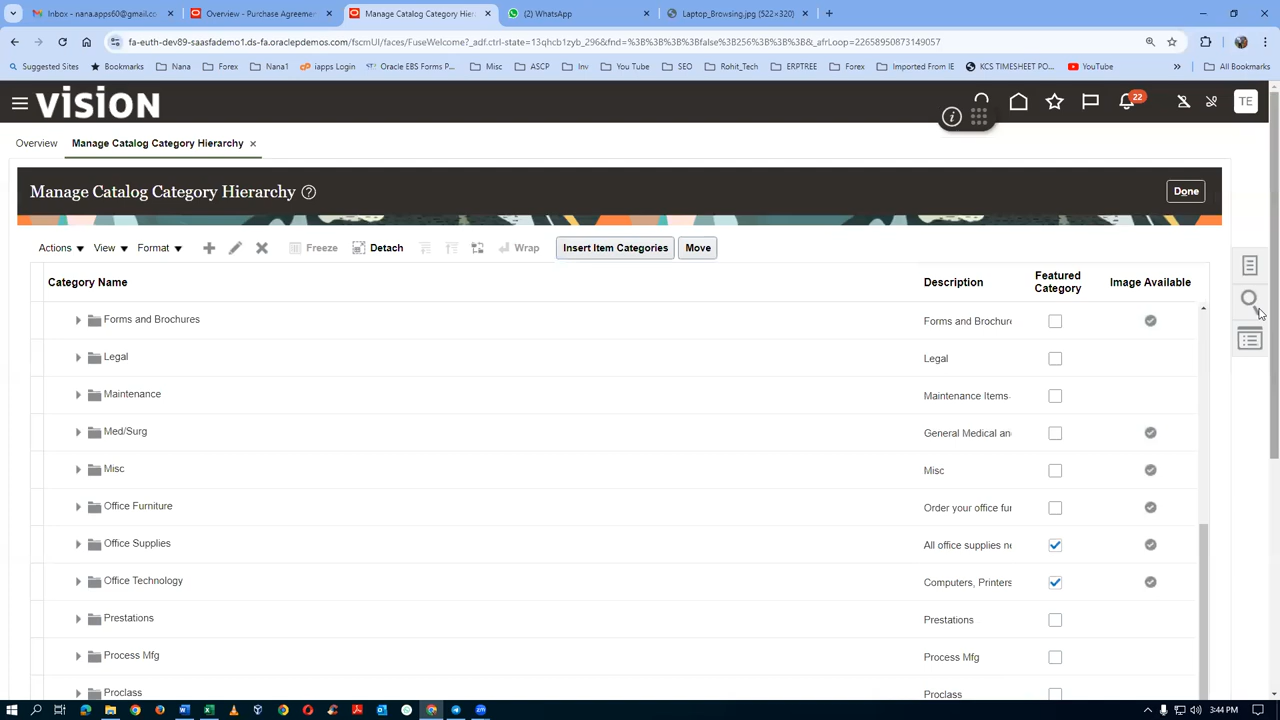 Inbox - nana.apps60@gmail.co
Overview - Purchase Agreemen
Manage Catalog Category Hierar
(2) WhatsApp
Laptop_Browsing.jpg (522×320)
fa-euth-dev89-saasfademo1.ds-fa.oraclepdemos.com/fscmUI/faces/FuseWelcome?_adf.ctrl-state=13qhcb1zyb_296&fnd=%3B%3B%3B%3Bfalse%3B256%3B%3B%3B&_afrLoop=22658950873149057
Suggested Sites
Bookmarks
Nana
Forex
Nana1
iapps Login
Oracle EBS Forms P...
Misc
ASCP
Inv
You Tube
SEO
Rohit_Tech
ERPTREE
Forex
Imported From IE
KCS TIMESHEET PO...
YouTube
All Bookmarks
VISION
22
TE
Overview
Manage Catalog Category Hierarchy
Manage Catalog Category Hierarchy
Done
Actions View Format
Freeze
Detach
Wrap
Insert Item Categories
Move
Category Name Description Featured Category Image Available
Forms and Brochures Forms and Brochur
Legal Legal
Maintenance Maintenance Items
Med/Surg General Medical an
Misc Misc
Office Furniture Order your office fur
Office Supplies All office supplies ne
Office Technology Computers, Printers
Prestations Prestations
Process Mfg Process Mfg
Proclass Proclass
3:44 PM